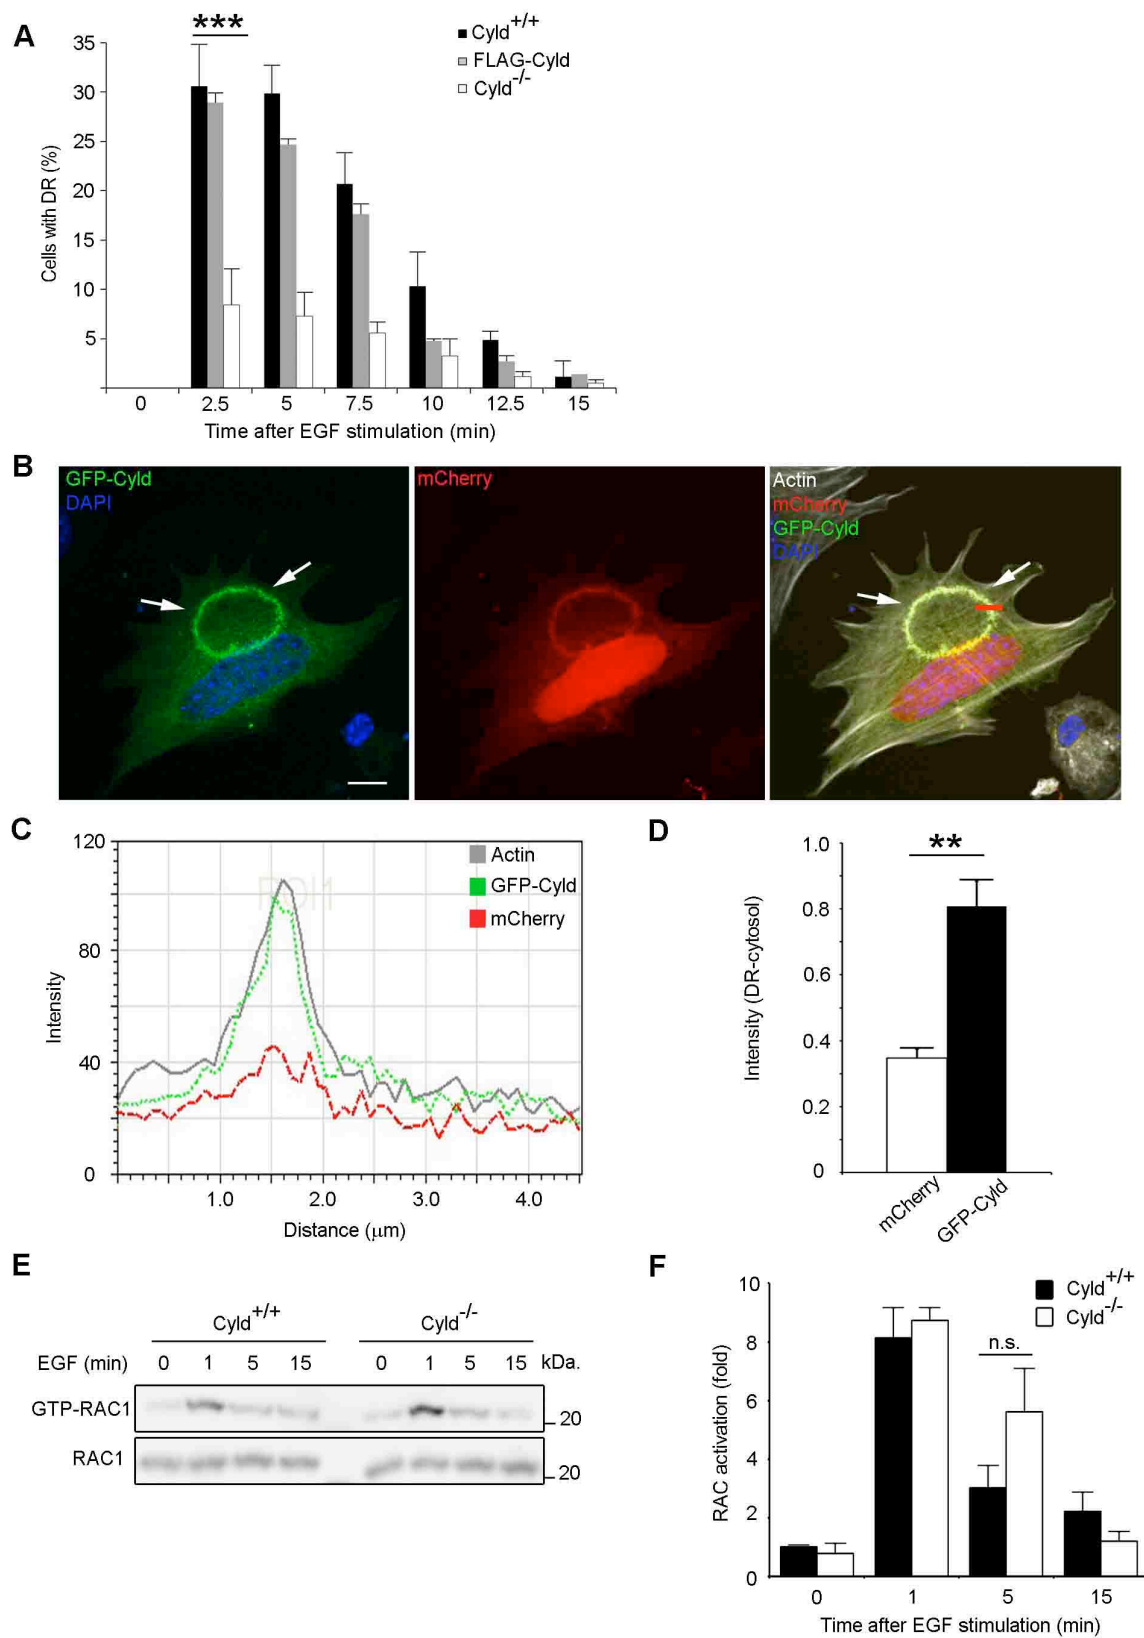 A
***
Cyld+/+
FLAG-Cyld
Cyld-/-
35
30
25
20
15
10
5
Cells with DR (%)
0 2.5 5 7.5 10 12.5 15
Time after EGF stimulation (min)
B
GFP-Cyld
DAPI
mCherry
Actin
mCherry
GFP-Cyld
DAPI
C
120
80
40
0
Intensity
ROI1
Actin
GFP-Cyld
mCherry
1.0 2.0 3.0 4.0
Distance (μm)
D
**
1.0
0.8
0.6
0.4
0.2
0
Intensity (DR-cytosol)
mCherry
GFP-Cyld
E
Cyld+/+ Cyld-/-
EGF (min) 0 1 5 15 0 1 5 15 kDa.
GTP-RAC1 20
RAC1 20
F
Cyld+/+
Cyld-/-
n.s.
10
8
6
4
2
0
RAC activation (fold)
0 1 5 15
Time after EGF stimulation (min)